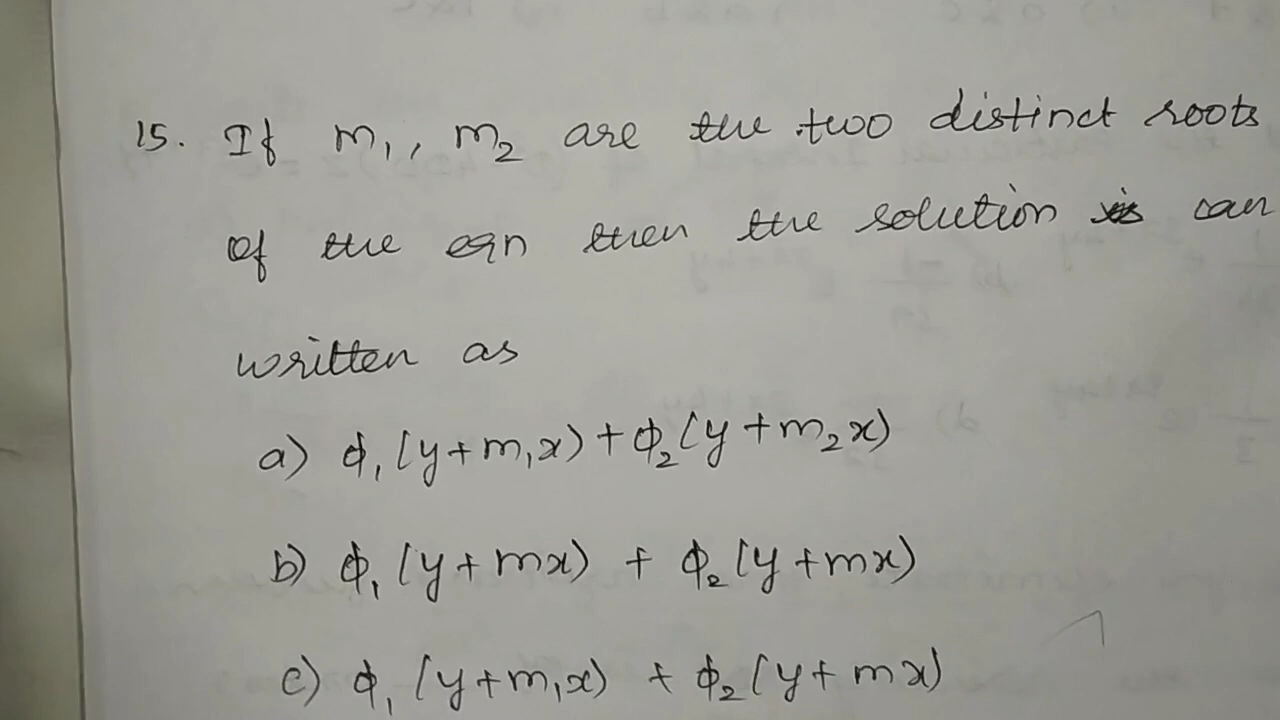 15. If m₁, m₂ are the two distinct roots
of the eqn then the solution can
written as
a) ϕ₁(y+m₁x)+ϕ₂(y+m₂x)
b) ϕ₁(y+mx) + ϕ₂(y+mx)
c) ϕ₁(y+m₁x) + ϕ₂(y+mx)